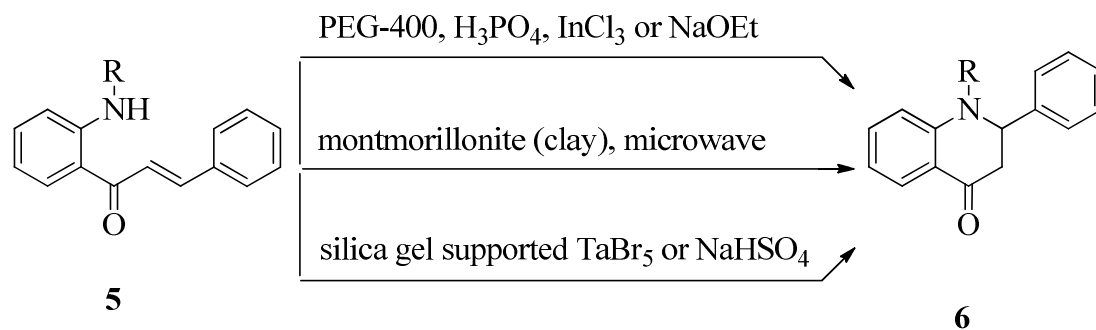 PEG-400, H₃PO₄, InCl₃ or NaOEt
R
NH
O
5
montmorillonite (clay), microwave
silica gel supported TaBr₅ or NaHSO₄
R
N
O
6